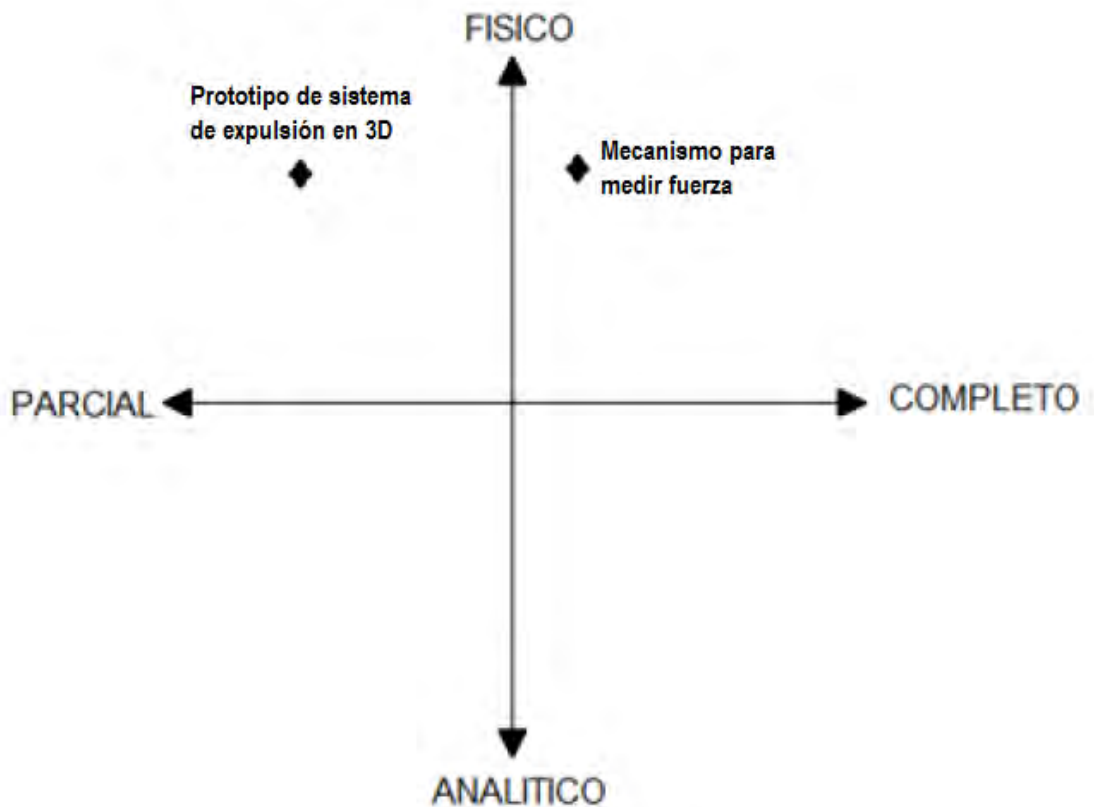 FISICO
Prototipo de sistema
de expulsión en 3D
Mecanismo para
medir fuerza
PARCIAL
COMPLETO
ANALITICO